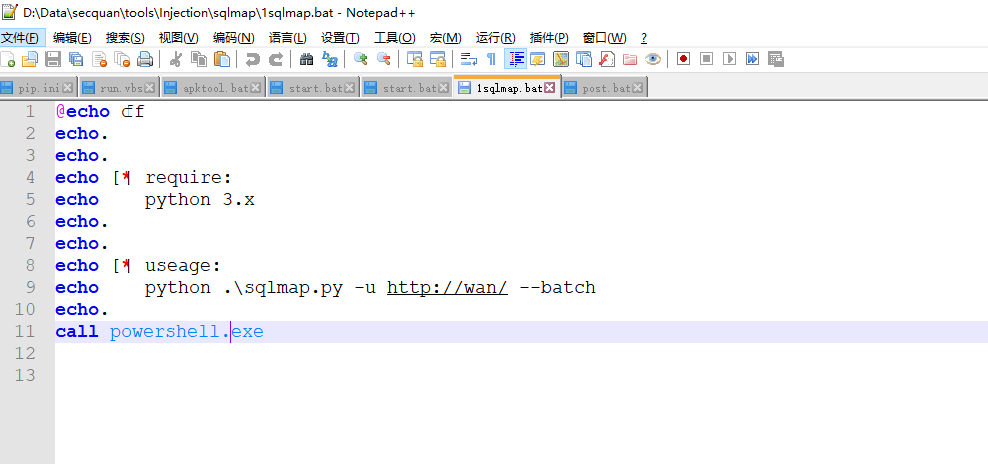 D:\Data\secquan\tools\Injection\sqlmap\1sqlmap.bat - Notepad++
文件(F) 编辑(E) 搜索(S) 视图(V) 编码(N) 语言(L) 设置(T) 工具(O) 宏(M) 运行(R) 插件(P) 窗口(W) ?
pip.ini run.vbs apktool.bat start.bat start.bat 1sqlmap.bat post.bat
1 @echo off
2 echo.
3 echo.
4 echo [*] require:
5 echo python 3.x
6 echo.
7 echo.
8 echo [*] useage:
9 echo python .\sqlmap.py -u http://wan/ --batch
10 echo.
11 call powershell.exe
12
13